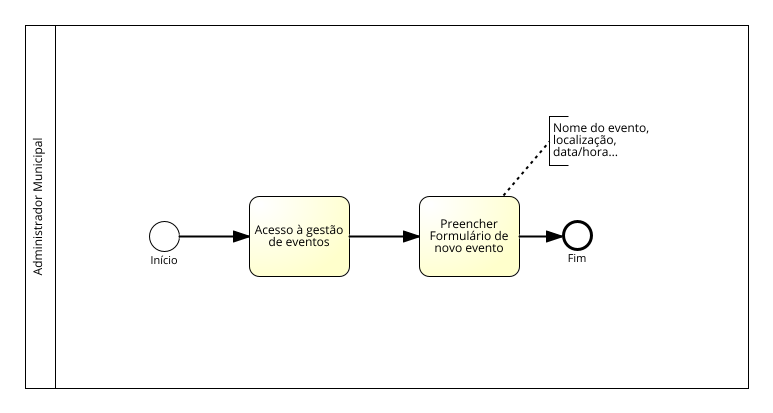 Administrador Municipal
Nome do evento,
localização,
data/hora...
Acesso à gestão
de eventos
Preencher
Formulário de
novo evento
Início
Fim